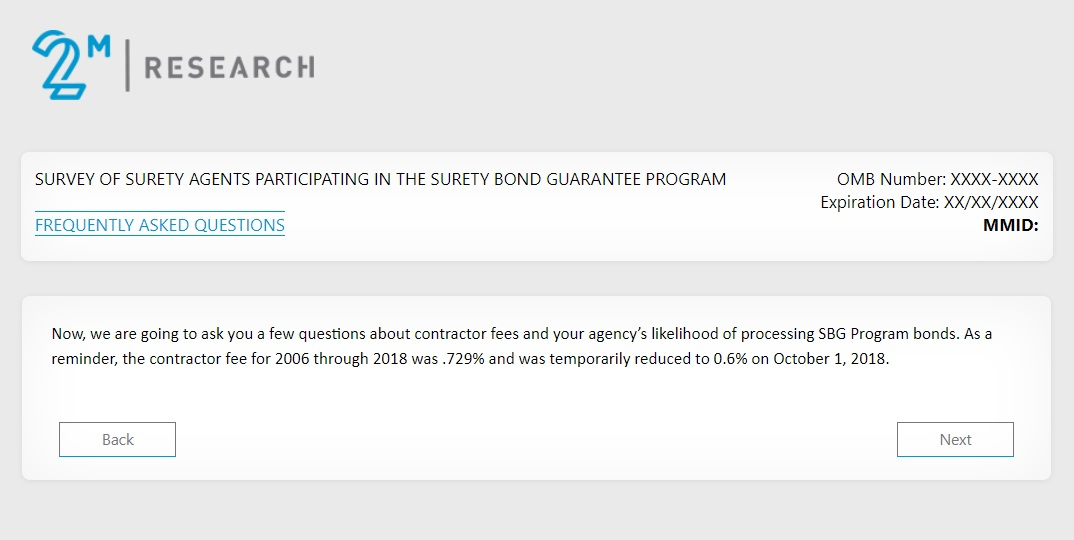 2M | RESEARCH
SURVEY OF SURETY AGENTS PARTICIPATING IN THE SURETY BOND GUARANTEE PROGRAM
OMB Number: XXXX-XXXX
Expiration Date: XX/XX/XXXX
FREQUENTLY ASKED QUESTIONS
MMID:
Now, we are going to ask you a few questions about contractor fees and your agency’s likelihood of processing SBG Program bonds. As a
reminder, the contractor fee for 2006 through 2018 was .729% and was temporarily reduced to 0.6% on October 1, 2018.
Back
Next